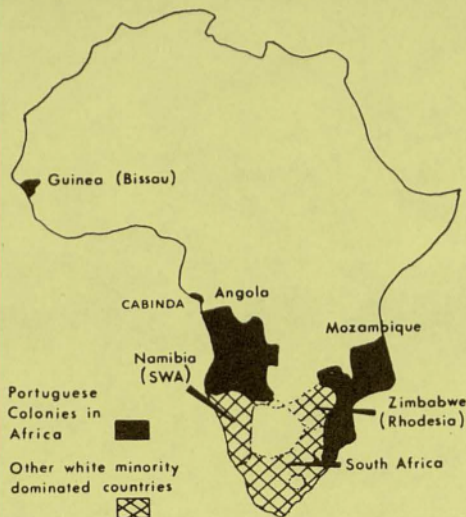 Guinea (Bissau)
CABINDA
Angola
Mozambique
Namibia
(SWA)
Zimbabwe
(Rhodesia)
South Africa
Portuguese
Colonies in
Africa
Other white minority
dominated countries